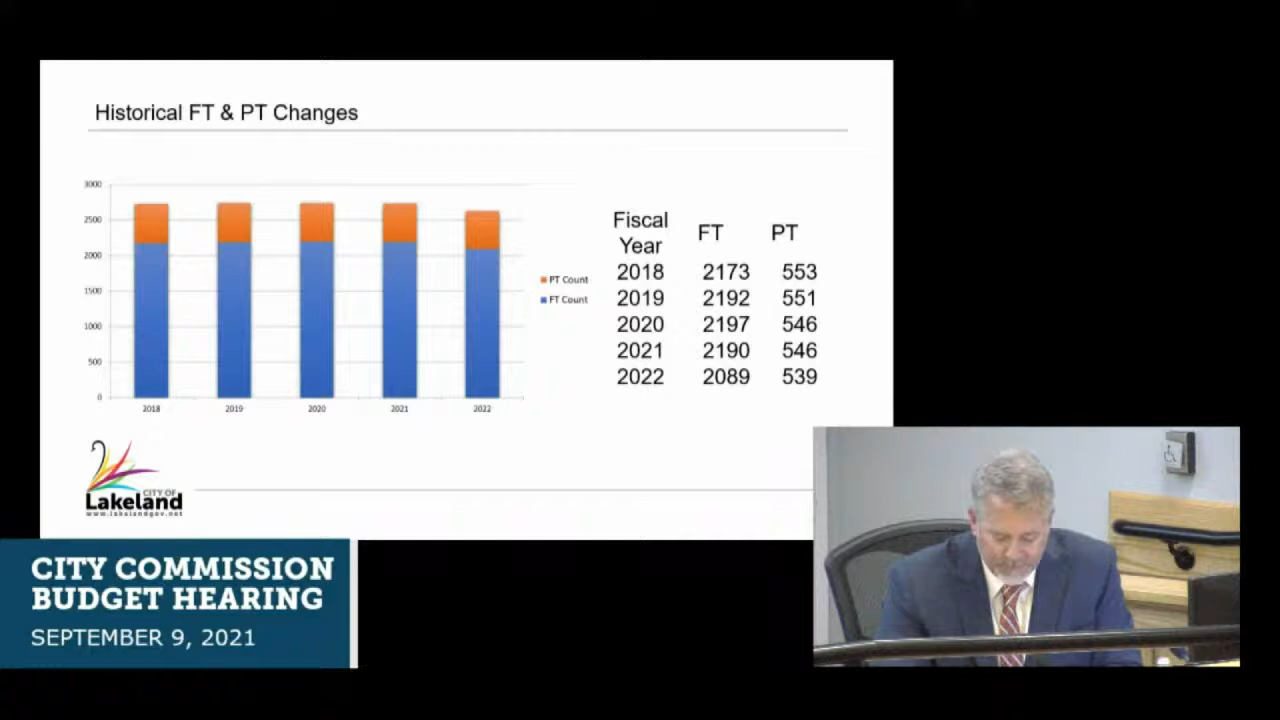 Historical FT & PT Changes
3000
2500
2000
1500
1000
500
0
2018 2019 2020 2021 2022
PT Count
FT Count
Fiscal Year FT PT
2018 2173 553
2019 2192 551
2020 2197 546
2021 2190 546
2022 2089 539
CITY OF
Lakeland
www.lakelandgov.net
CITY COMMISSION
BUDGET HEARING
SEPTEMBER 9, 2021